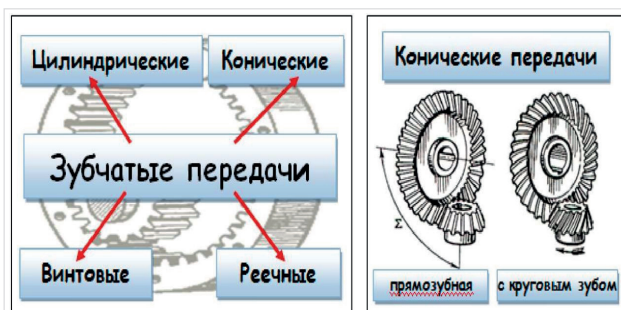 Цилиндрические
Конические
Зубчатые передачи
Винтовые
Реечные
Конические передачи
Σ
прямозубная
с круговым зубом